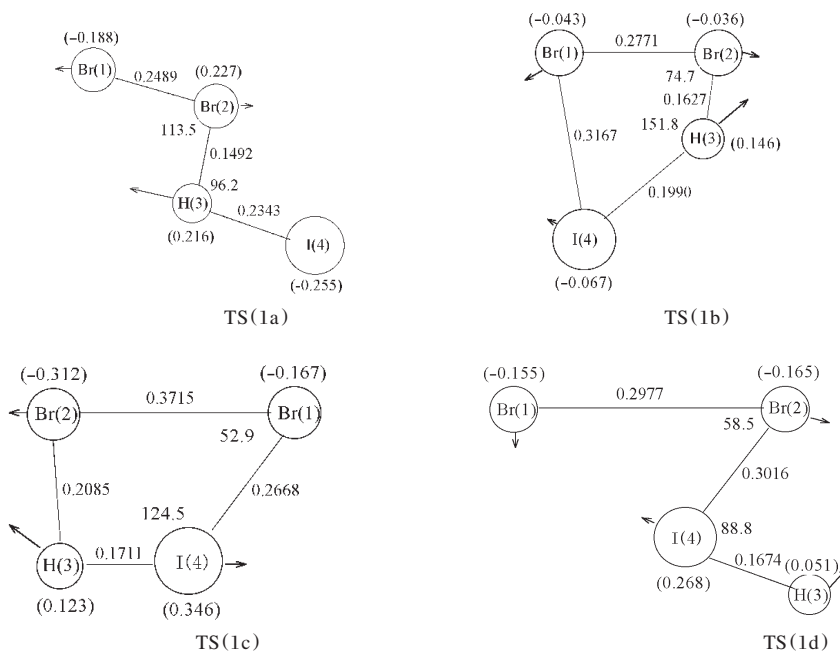 (-0.188)
Br(1)
0.2489
(0.227)
Br(2)
113.5
0.1492
H(3)
96.2
(0.216)
0.2343
I(4)
(-0.255)
TS(1a)
(-0.043)
Br(1)
0.2771
(-0.036)
Br(2)
74.7
0.1627
151.8
H(3)
(0.146)
0.3167
0.1990
I(4)
(-0.067)
TS(1b)
(-0.312)
Br(2)
0.3715
(-0.167)
Br(1)
52.9
0.2085
0.2668
124.5
H(3)
0.1711
I(4)
(0.123)
(0.346)
TS(1c)
(-0.155)
Br(1)
0.2977
(-0.165)
Br(2)
58.5
0.3016
I(4)
88.8
(0.268)
0.1674
(0.051)
H(3)
TS(1d)